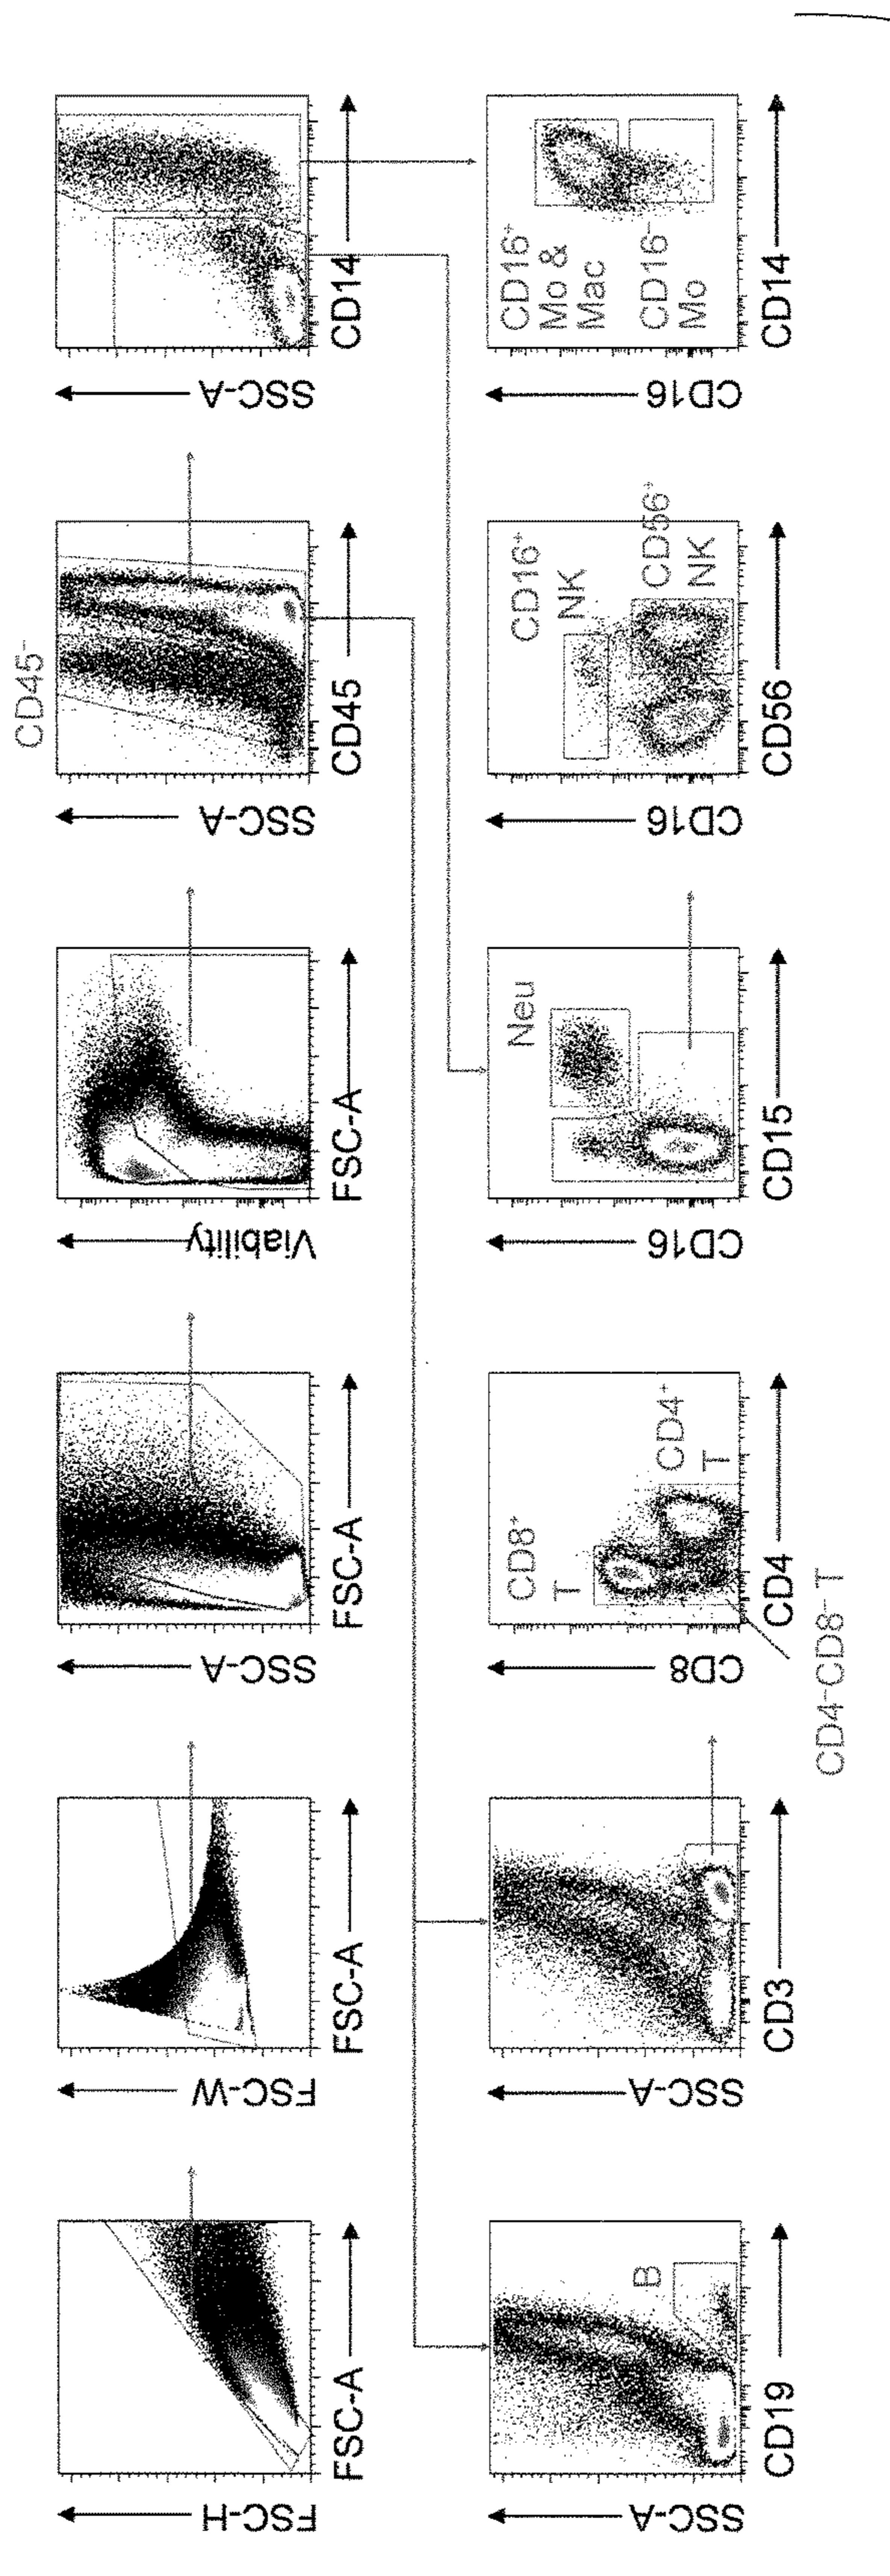 CD45⁻
FSC-H
FSC-A
FSC-W
FSC-A
SSC-A
FSC-A
Viability
FSC-A
SSC-A
CD45
SSC-A
CD14
B
SSC-A
CD19
SSC-A
CD3
CD8⁺
T
CD4⁺
T
CD8
CD4
CD4⁻CD8⁻ T
Neu
CD16
CD15
CD16⁺
NK
CD56⁺
NK
CD16
CD56
CD16⁺
Mo &
Mac
CD16⁻
Mo
CD16
CD14